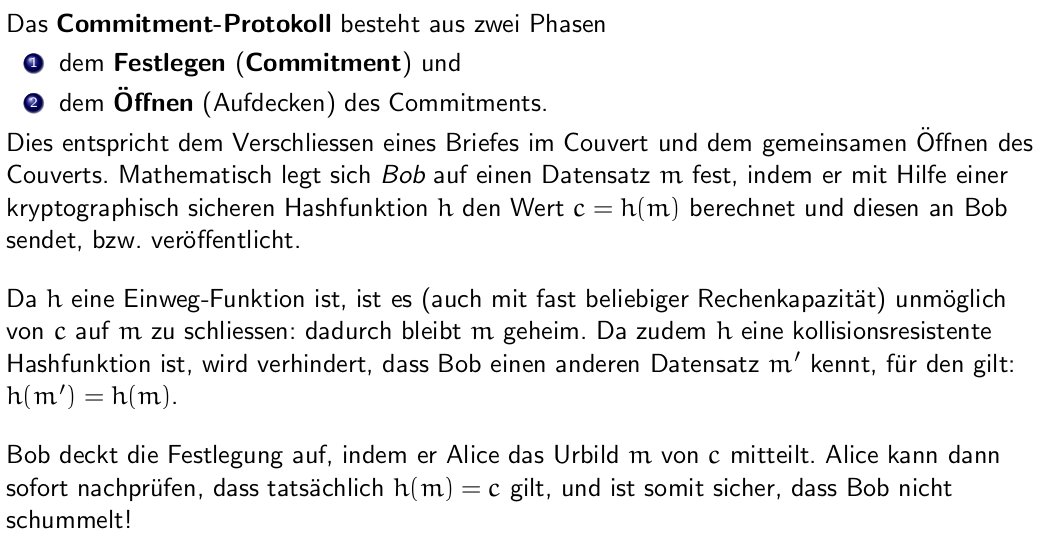 Das Commitment-Protokoll besteht aus zwei Phasen
1 dem Festlegen (Commitment) und
2 dem Öffnen (Aufdecken) des Commitments.
Dies entspricht dem Verschliessen eines Briefes im Couvert und dem gemeinsamen Öffnen des
Couverts. Mathematisch legt sich Bob auf einen Datensatz m fest, indem er mit Hilfe einer
kryptographisch sicheren Hashfunktion h den Wert c = h(m) berechnet und diesen an Bob
sendet, bzw. veröffentlicht.
Da h eine Einweg-Funktion ist, ist es (auch mit fast beliebiger Rechenkapazität) unmöglich
von c auf m zu schliessen: dadurch bleibt m geheim. Da zudem h eine kollisionsresistente
Hashfunktion ist, wird verhindert, dass Bob einen anderen Datensatz m′ kennt, für den gilt:
h(m′) = h(m).
Bob deckt die Festlegung auf, indem er Alice das Urbild m von c mitteilt. Alice kann dann
sofort nachprüfen, dass tatsächlich h(m) = c gilt, und ist somit sicher, dass Bob nicht
schummelt!